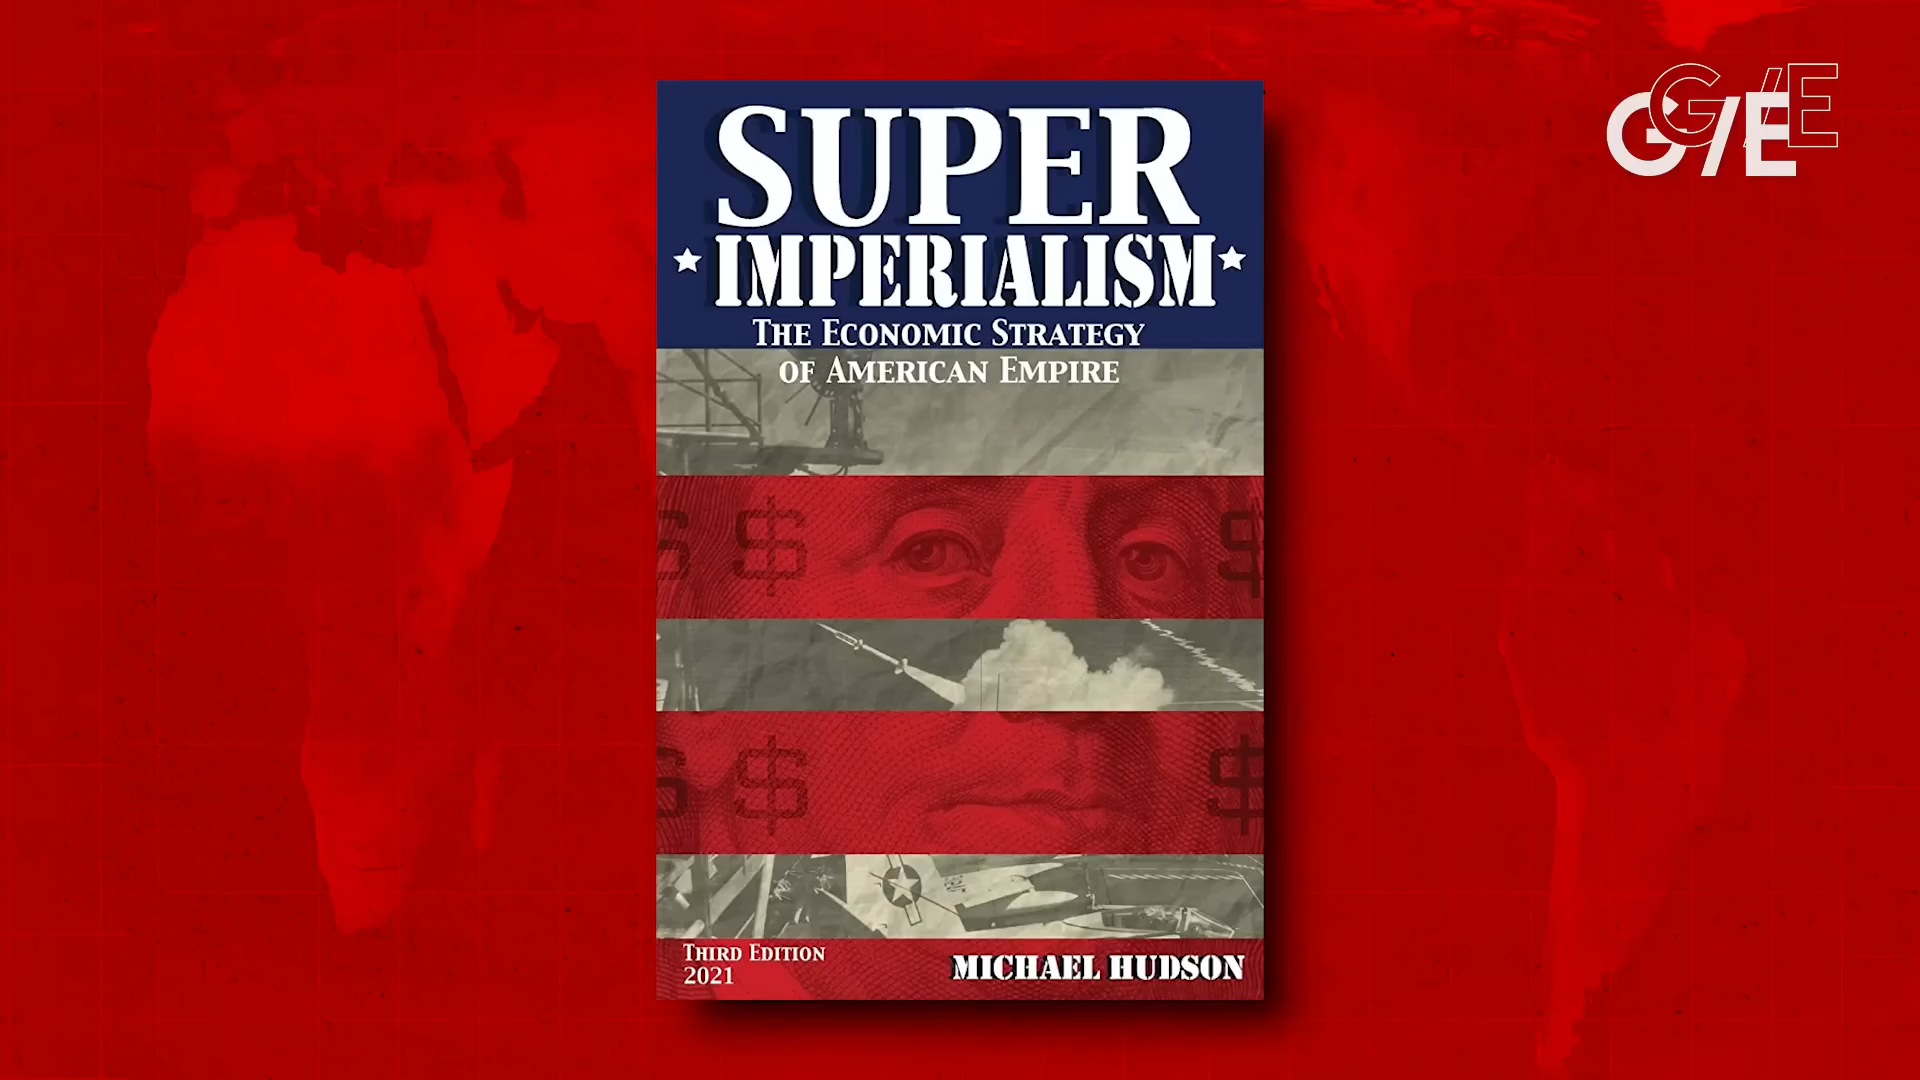 SUPER
IMPERIALISM
THE ECONOMIC STRATEGY
OF AMERICAN EMPIRE
$ $ $
$ $ $
THIRD EDITION
2021
MICHAEL HUDSON
G/E
G/E